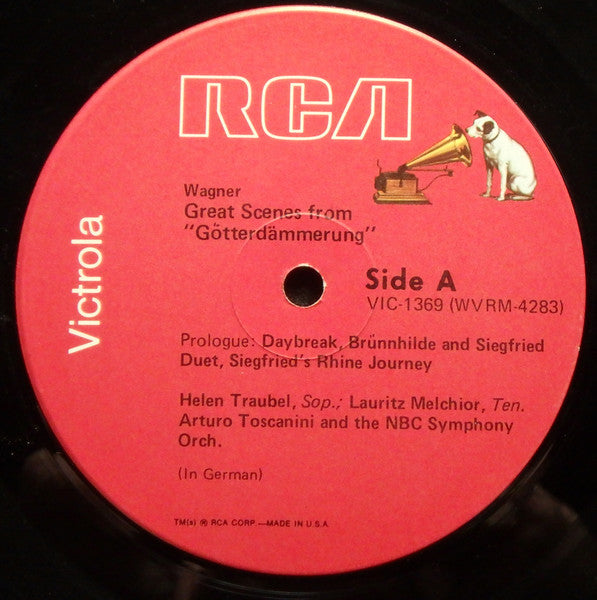 RCA
Victrola
Wagner
Great Scenes from
"Götterdämmerung"
Side A
VIC-1369 (WVRM-4283)
Prologue: Daybreak, Brünnhilde and Siegfried
Duet, Siegfried's Rhine Journey
Helen Traubel, Sop.; Lauritz Melchior, Ten.
Arturo Toscanini and the NBC Symphony
Orch.
(In German)
TM(s) ® RCA CORP.—MADE IN U.S.A.